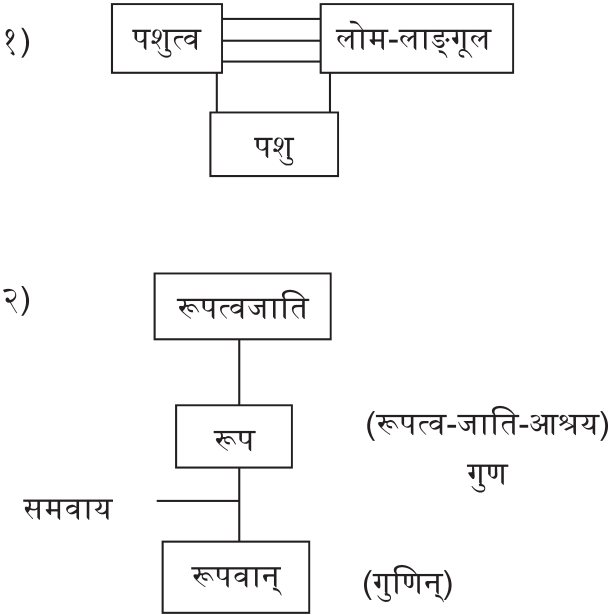 १) पशुत्व लोम-लाङ्गूल
पशु
२) रूपत्वजाति
रूप (रूपत्व-जाति-आश्रय)
गुण
समवाय
रूपवान् (गुणिन्)